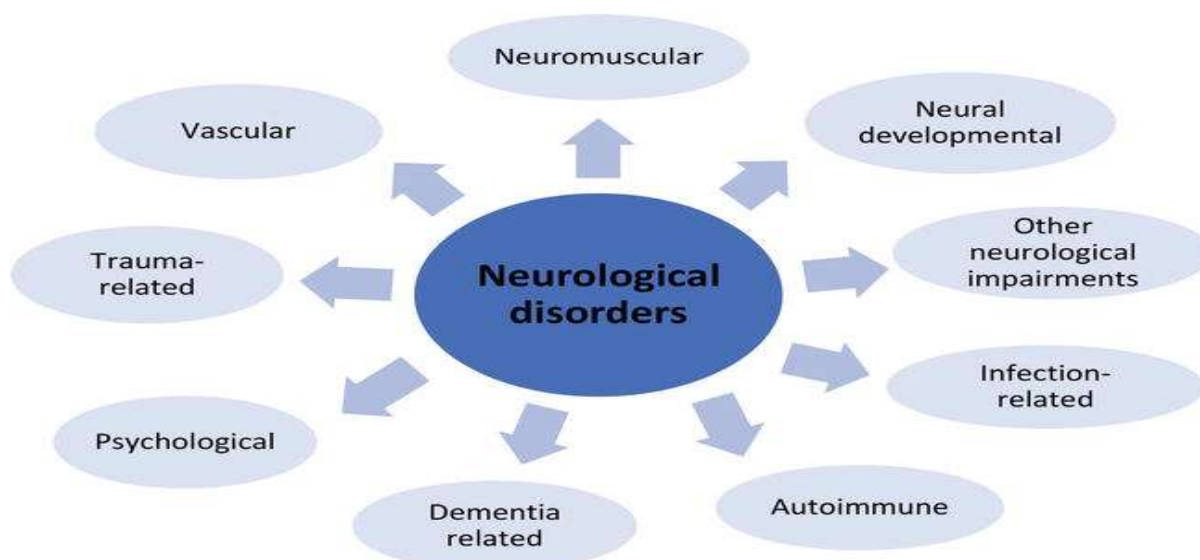 Neuromuscular
Neural
developmental
Vascular
Other
neurological
impairments
Trauma-
related
Neurological
disorders
Infection-
related
Psychological
Autoimmune
Dementia
related